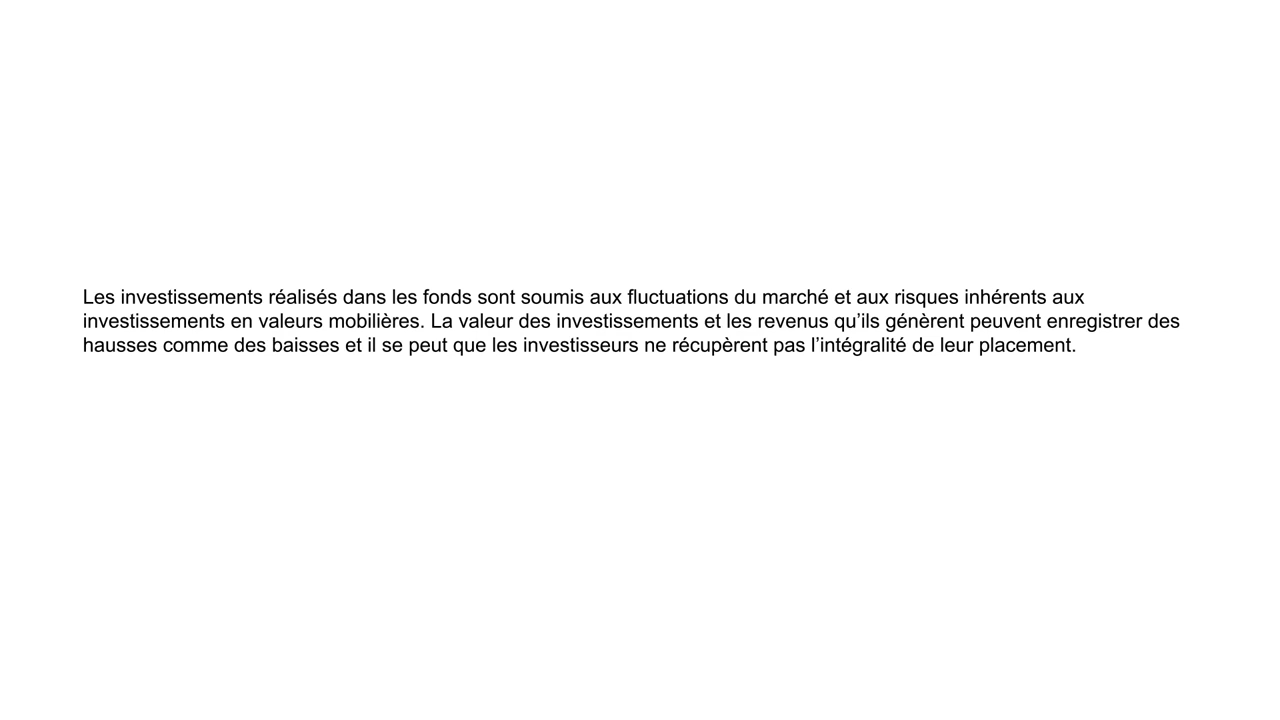 Les investissements réalisés dans les fonds sont soumis aux fluctuations du marché et aux risques inhérents aux
investissements en valeurs mobilières. La valeur des investissements et les revenus qu’ils génèrent peuvent enregistrer des
hausses comme des baisses et il se peut que les investisseurs ne récupèrent pas l’intégralité de leur placement.